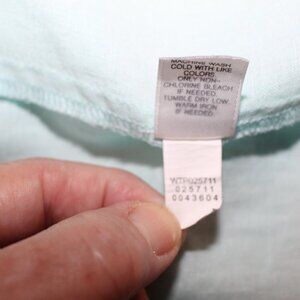 MACHINE WASH
COLD WITH LIKE
COLORS
ONLY NON-
CHLORINE BLEACH
IF NEEDED.
TUMBLE DRY LOW
WARM IRON
IF NEEDED
WTP025711
025711
0043604